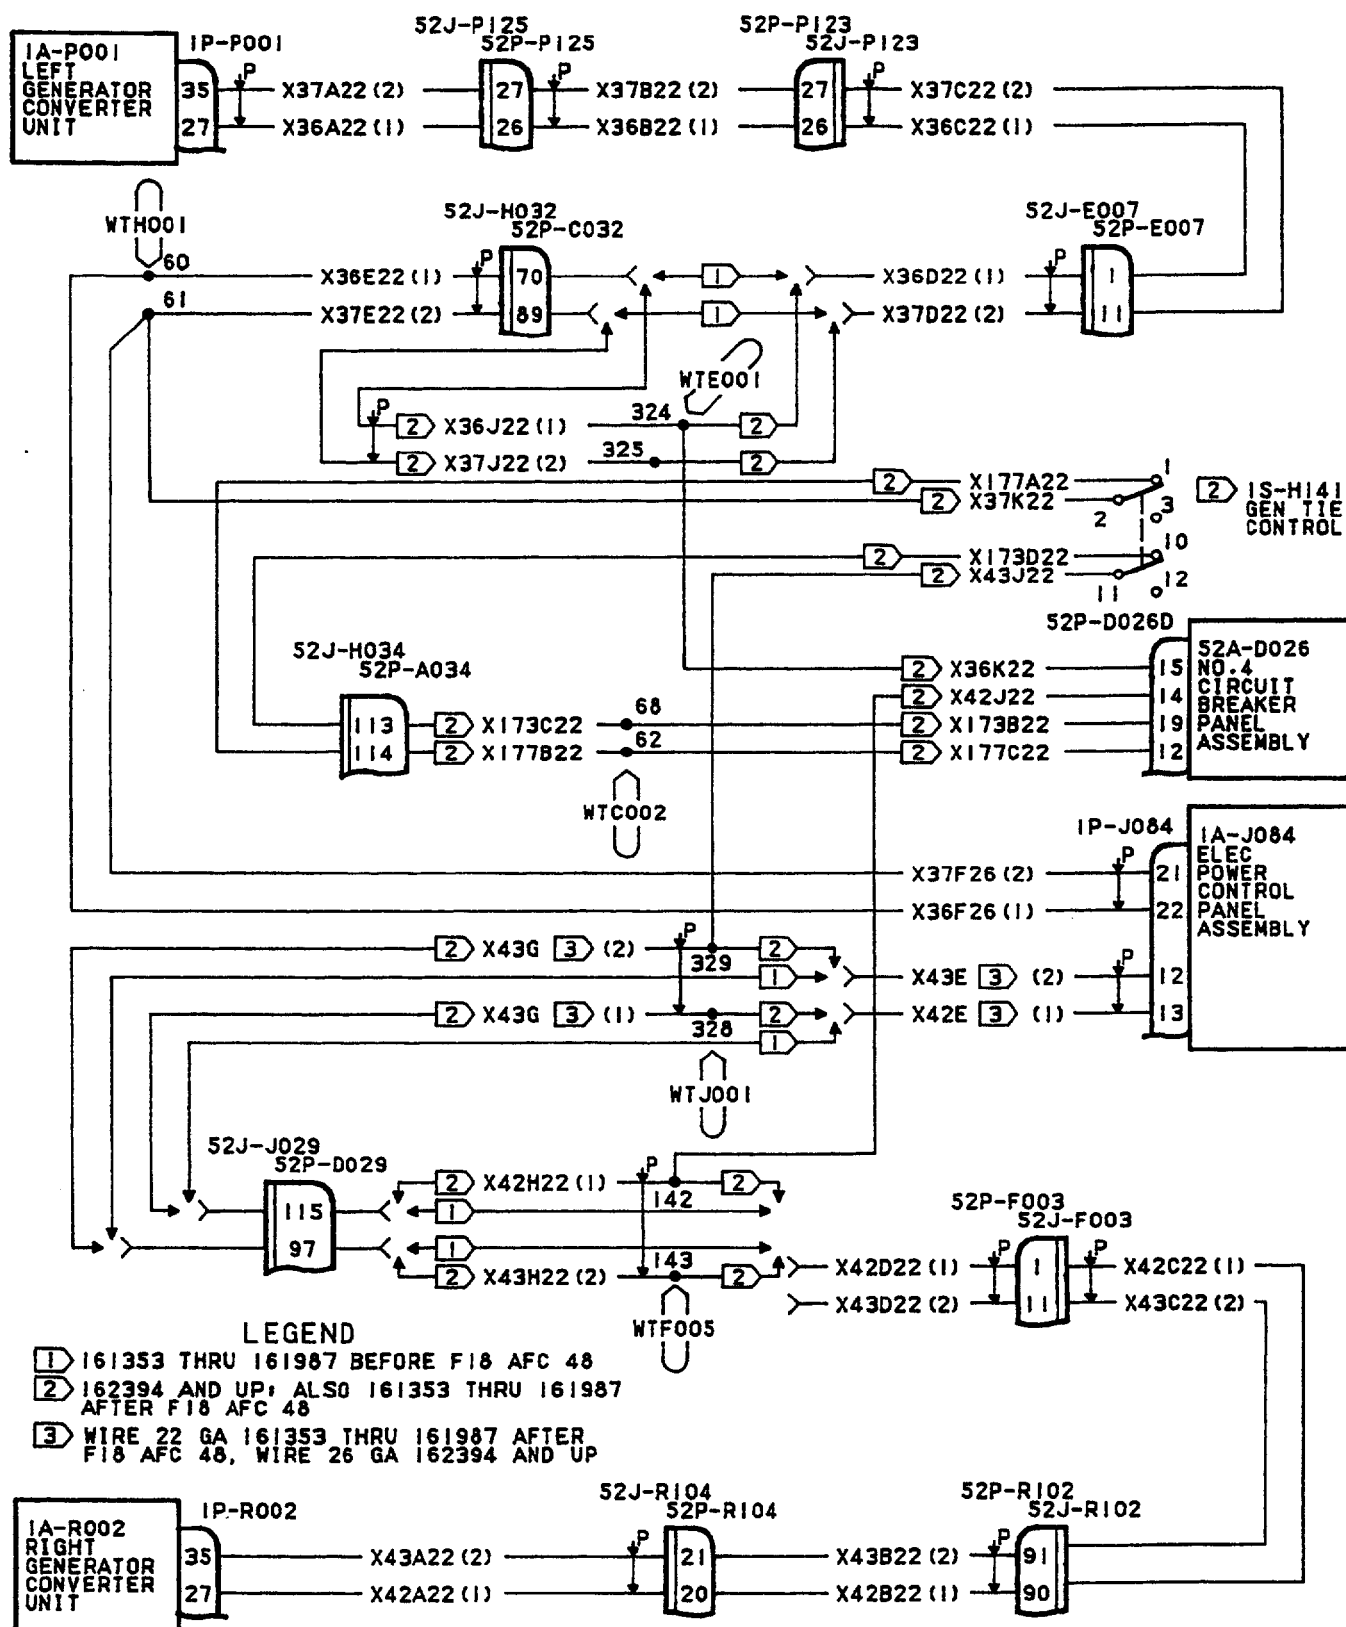 52J-P125
52P-P125
52P-P123
52J-P123
1A-P001
LEFT
GENERATOR
CONVERTER
UNIT
1P-P001
35
27
P
X37A22(2)
X36A22(1)
27
26
P
X37B22(2)
X36B22(1)
27
26
P
X37C22(2)
X36C22(1)
WTH001
60
61
52J-H032
52P-C032
X36E22(1)
X37E22(2)
P
70
89
1
1
X36D22(1)
X37D22(2)
52J-E007
52P-E007
P
1
11
WTE001
P
2 X36J22(1)
324
2
2 X37J22(2)
325
2
2 X177A22
1
2 X37K22
2
3
2 1S-H141
GEN TIE
CONTROL
2 X173D22
10
2 X43J22
11
12
52P-D026D
52J-H034
52P-A034
113
114
2 X173C22
68
2 X177B22
62
WTC002
2 X36K22
15
2 X42J22
14
2 X173B22
19
2 X177C22
12
52A-D026
NO.4
CIRCUIT
BREAKER
PANEL
ASSEMBLY
1P-J084
P
X37F26(2)
21
X36F26(1)
22
1A-J084
ELEC
POWER
CONTROL
PANEL
ASSEMBLY
2 X43G 3 (2)
P
329
2
1
X43E 3 (2)
P
12
2 X43G 3 (1)
328
2
1
X42E 3 (1)
13
WTJ001
52J-J029
52P-D029
115
97
2 X42H22(1)
P
142
2
1
1
2 X43H22(2)
143
2
WTF005
X42D22(1)
X43D22(2)
52P-F003
52J-F003
P
1
11
P
X42C22(1)
X43C22(2)
LEGEND
1 161353 THRU 161987 BEFORE F18 AFC 48
2 162394 AND UP; ALSO 161353 THRU 161987
AFTER F18 AFC 48
3 WIRE 22 GA 161353 THRU 161987 AFTER
F18 AFC 48, WIRE 26 GA 162394 AND UP
1A-R002
RIGHT
GENERATOR
CONVERTER
UNIT
1P-R002
35
27
X43A22(2)
X42A22(1)
52J-R104
52P-R104
P
21
20
X43B22(2)
X42B22(1)
52P-R102
52J-R102
P
91
90